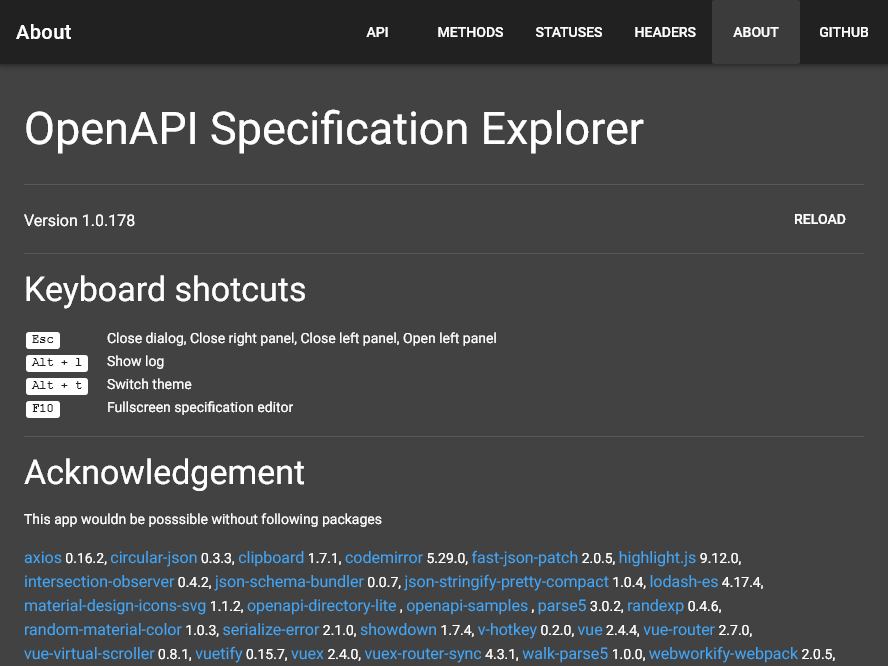 About API METHODS STATUSES HEADERS ABOUT GITHUB
OpenAPI Specification Explorer
Version 1.0.178 RELOAD
Keyboard shotcuts
Esc Close dialog, Close right panel, Close left panel, Open left panel
Alt + l Show log
Alt + t Switch theme
F10 Fullscreen specification editor
Acknowledgement
This app wouldn be posssible without following packages
axios 0.16.2, circular-json 0.3.3, clipboard 1.7.1, codemirror 5.29.0, fast-json-patch 2.0.5, highlight.js 9.12.0,
intersection-observer 0.4.2, json-schema-bundler 0.0.7, json-stringify-pretty-compact 1.0.4, lodash-es 4.17.4,
material-design-icons-svg 1.1.2, openapi-directory-lite , openapi-samples , parse5 3.0.2, randexp 0.4.6,
random-material-color 1.0.3, serialize-error 2.1.0, showdown 1.7.4, v-hotkey 0.2.0, vue 2.4.4, vue-router 2.7.0,
vue-virtual-scroller 0.8.1, vuetify 0.15.7, vuex 2.4.0, vuex-router-sync 4.3.1, walk-parse5 1.0.0, webworkify-webpack 2.0.5,